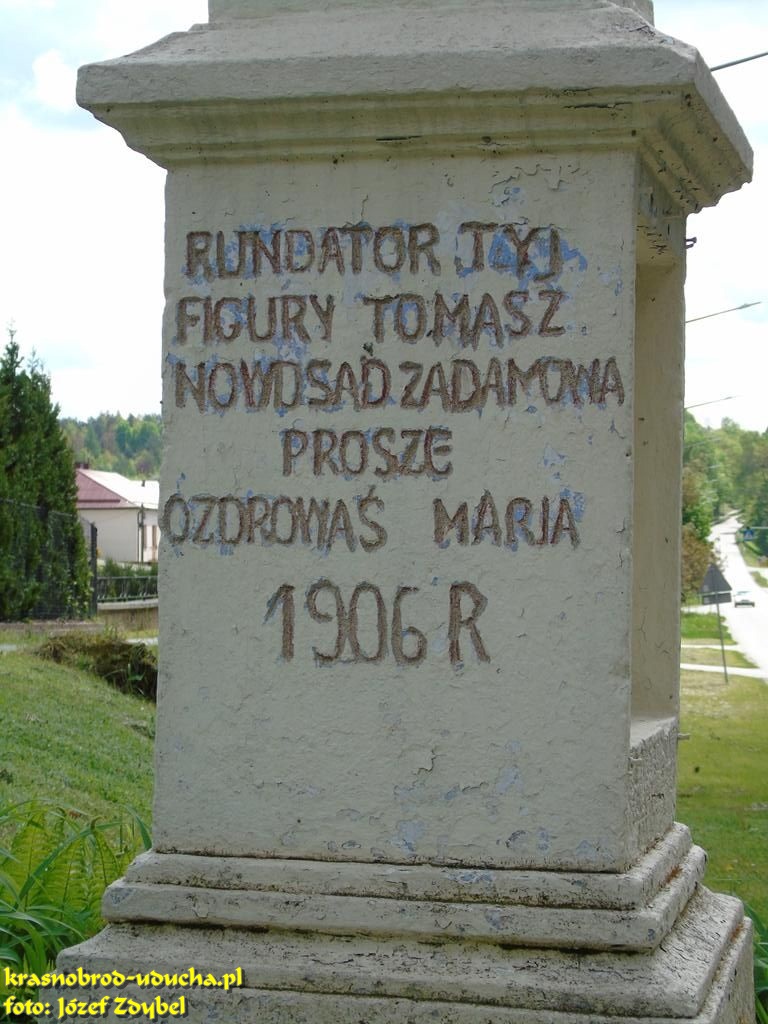 RUNDATOR TYJ
FIGURY TOMASZ
NOWOSAD ZADAMOWA
PROSZE
OZDROWAŚ MARJA
1906 R
krasnobrod-uducha.pl
foto: Józef Zdybel